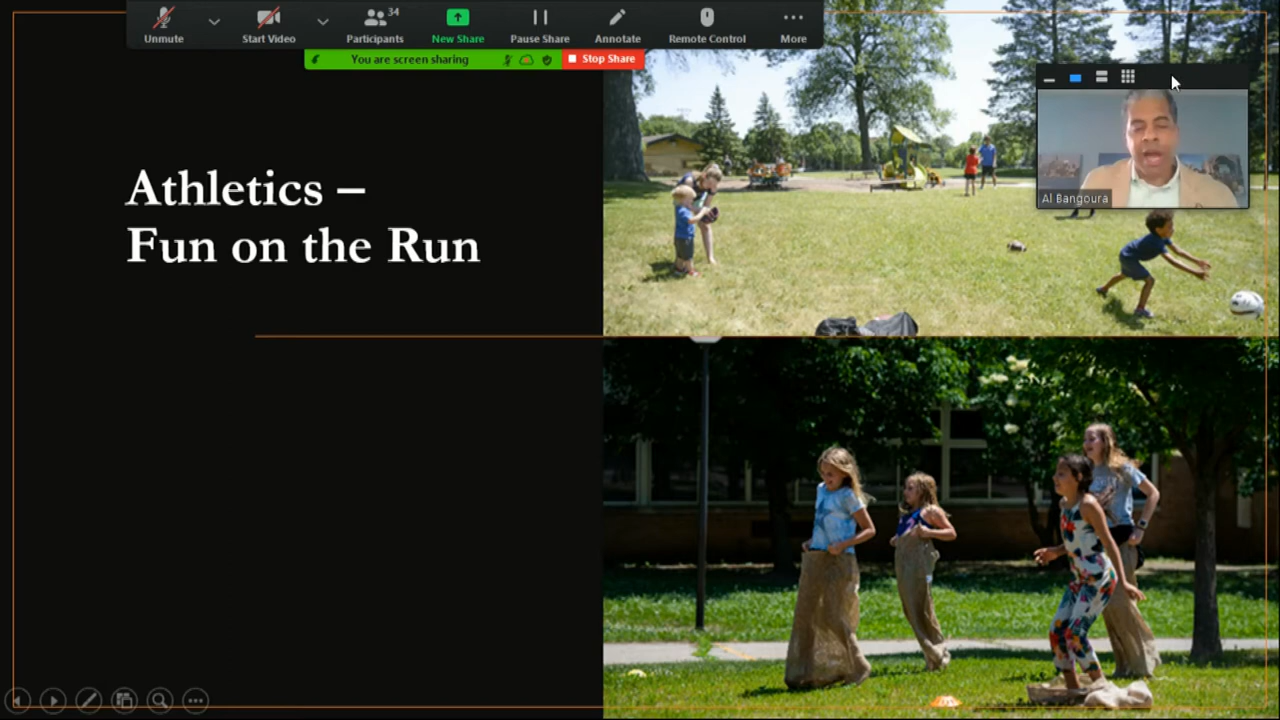 Unmute
Start Video
34
Participants
New Share
Pause Share
Annotate
Remote Control
More
You are screen sharing
Stop Share
Al Bangoura
Athletics –
Fun on the Run